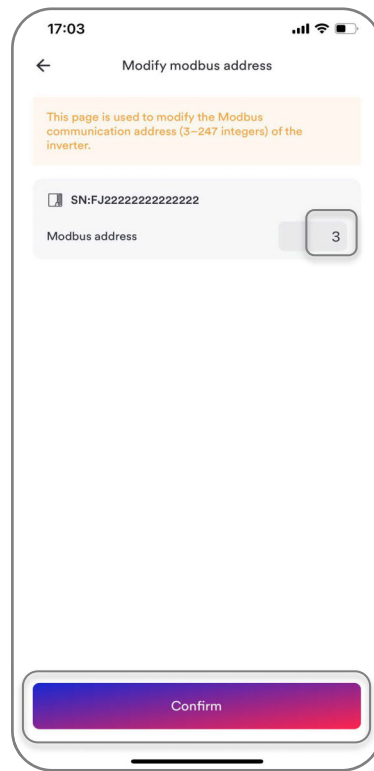 17:03
Modify modbus address
This page is used to modify the Modbus
communication address (3–247 integers) of the
inverter.
SN:FJ22222222222222
Modbus address 3
Confirm